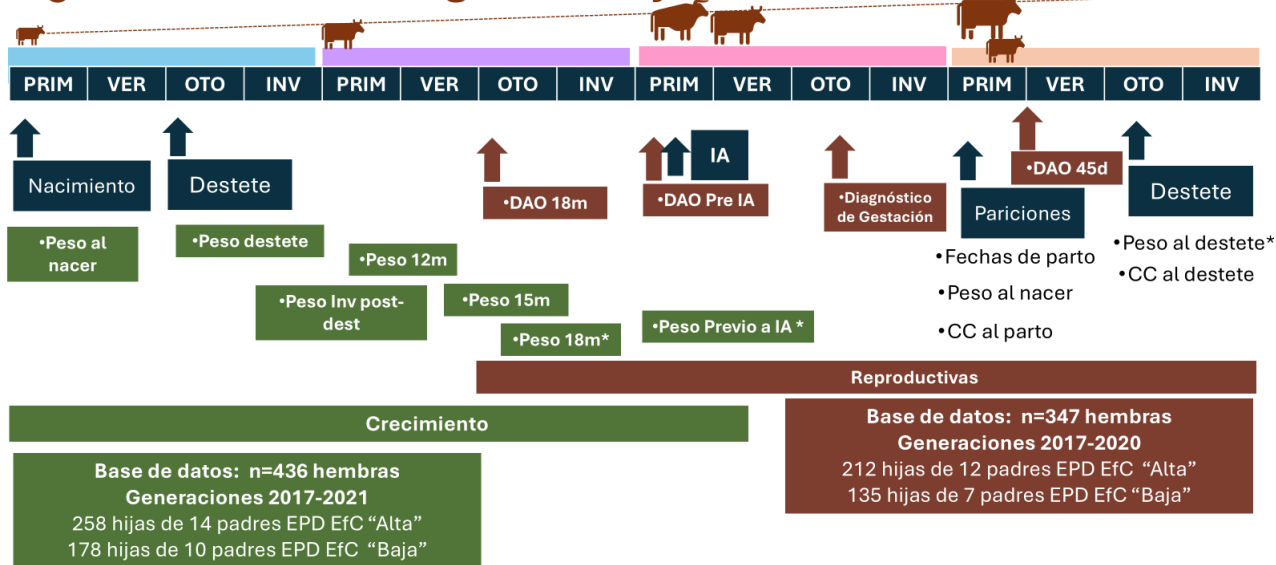 PRIM VER OTO INV PRIM VER OTO INV PRIM VER OTO INV PRIM VER OTO INV
Nacimiento
Destete
•DAO 18m
IA
•DAO Pre IA
•Diagnóstico
de Gestación
Pariciones
•DAO 45d
Destete
•Peso al
nacer
•Peso destete
•Peso 12m
•Peso Inv post-
dest
•Peso 15m
•Peso 18m*
•Peso Previo a IA *
•Fechas de parto
•Peso al nacer
•CC al parto
•Peso al destete*
•CC al destete
Reproductivas
Crecimiento
Base de datos: n=436 hembras
Generaciones 2017-2021
258 hijas de 14 padres EPD EfC “Alta”
178 hijas de 10 padres EPD EfC “Baja”
Base de datos: n=347 hembras
Generaciones 2017-2020
212 hijas de 12 padres EPD EfC “Alta”
135 hijas de 7 padres EPD EfC “Baja”